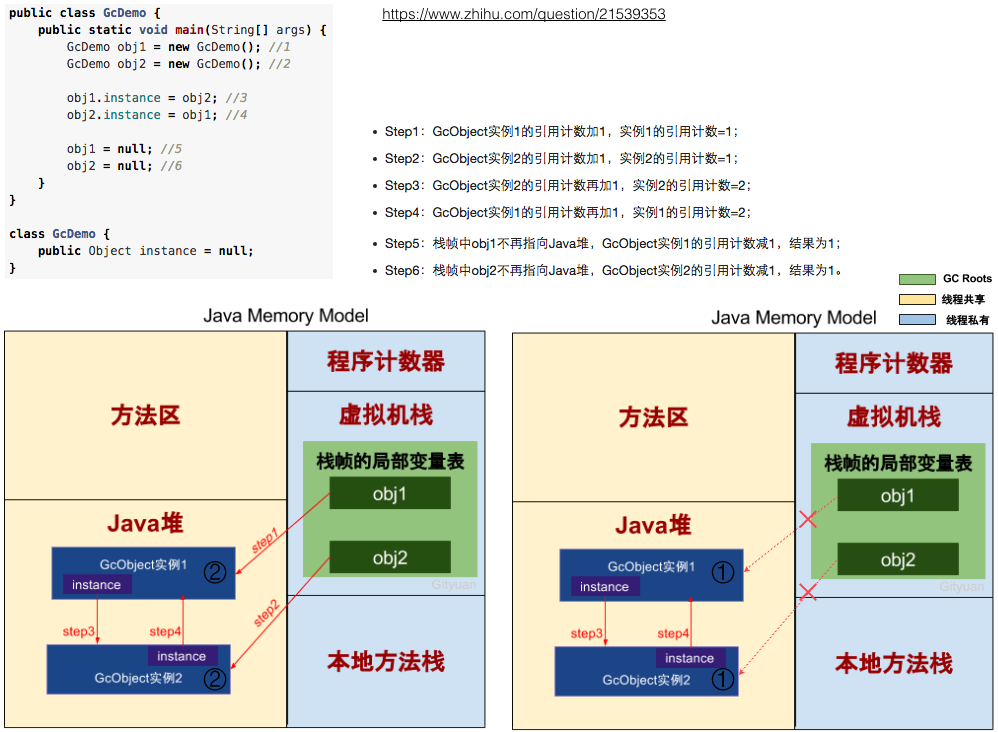 public class GcDemo {
    public static void main(String[] args) {
        GcDemo obj1 = new GcDemo(); //1
        GcDemo obj2 = new GcDemo(); //2
        obj1.instance = obj2; //3
        obj2.instance = obj1; //4
        obj1 = null; //5
        obj2 = null; //6
    }
}
class GcDemo {
    public Object instance = null;
}
https://www.zhihu.com/question/21539353
• Step1：GcObject实例1的引用计数加1，实例1的引用计数=1；
• Step2：GcObject实例2的引用计数加1，实例2的引用计数=1；
• Step3：GcObject实例2的引用计数再加1，实例2的引用计数=2；
• Step4：GcObject实例1的引用计数再加1，实例1的引用计数=2；
• Step5：栈帧中obj1不再指向Java堆，GcObject实例1的引用计数减1，结果为1；
• Step6：栈帧中obj2不再指向Java堆，GcObject实例2的引用计数减1，结果为1。
GC Roots
线程共享
线程私有
Java Memory Model
方法区
程序计数器
虚拟机栈
栈帧的局部变量表
obj1
obj2
Gityuan
Java堆
step1
GcObject实例1
②
instance
step2
step3
step4
instance
GcObject实例2
②
本地方法栈
Java Memory Model
方法区
程序计数器
虚拟机栈
栈帧的局部变量表
obj1
obj2
Gityuan
Java堆
GcObject实例1
①
instance
step3
step4
instance
GcObject实例2
①
本地方法栈